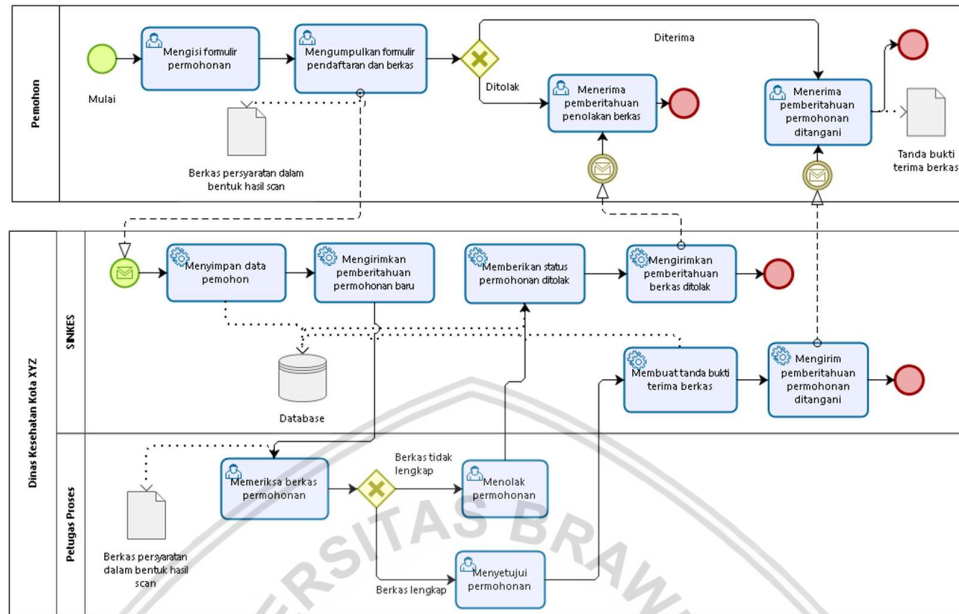 Pemohon
Mulai
Mengisi formulir
permohonan
Mengumpulkan formulir
pendaftaran dan berkas
Berkas persyaratan dalam
bentuk hasil scan
Diterima
Ditolak
Menerima
pemberitahuan
penolakan berkas
Menerima
pemberitahuan
permohonan
ditangani
Tanda bukti
terima berkas
Dinas Kesehatan Kota XYZ
SINKES
Menyimpan data
pemohon
Mengirimkan
pemberitahuan
permohonan baru
Memberikan status
permohonan ditolak
Mengirimkan
pemberitahuan
berkas ditolak
Database
Membuat tanda bukti
terima berkas
Mengirim
pemberitahuan
permohonan
ditangani
Petugas Proses
Memeriksa berkas
permohonan
Berkas persyaratan
dalam bentuk hasil
scan
Berkas tidak
lengkap
Menolak
permohonan
Berkas lengkap
Menyetujui
permohonan
ERSITAS BRAW